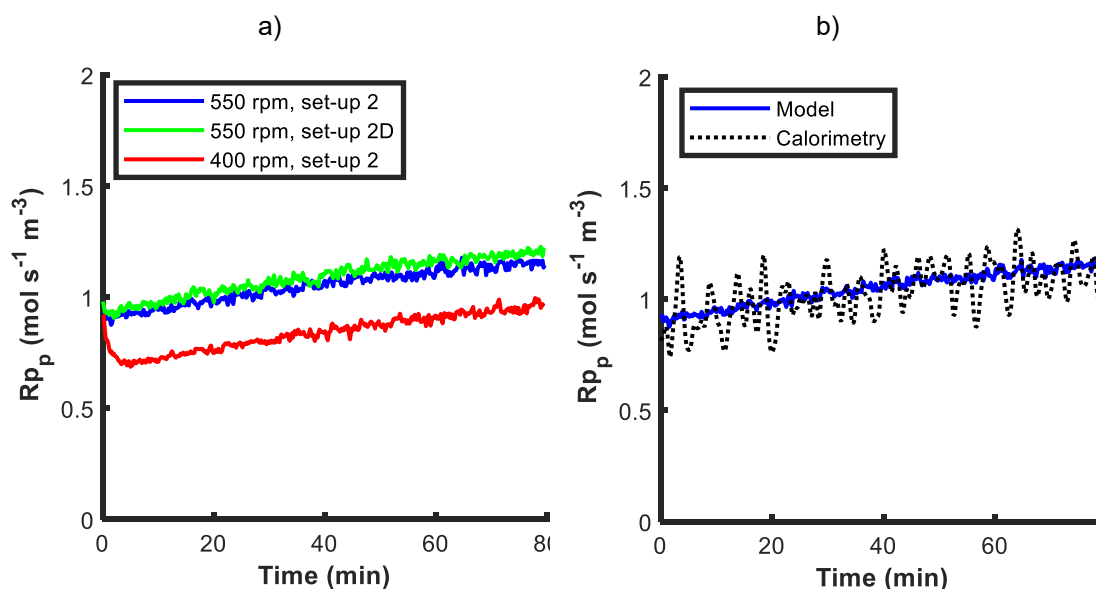 a)
2
1.5
1
0.5
0
0
20
40
60
80
Rp_p (mol s^-1 m^-3)
Time (min)
550 rpm, set-up 2
550 rpm, set-up 2D
400 rpm, set-up 2
b)
2
1.5
1
0.5
0
0
20
40
60
Rp_p (mol s^-1 m^-3)
Time (min)
Model
Calorimetry